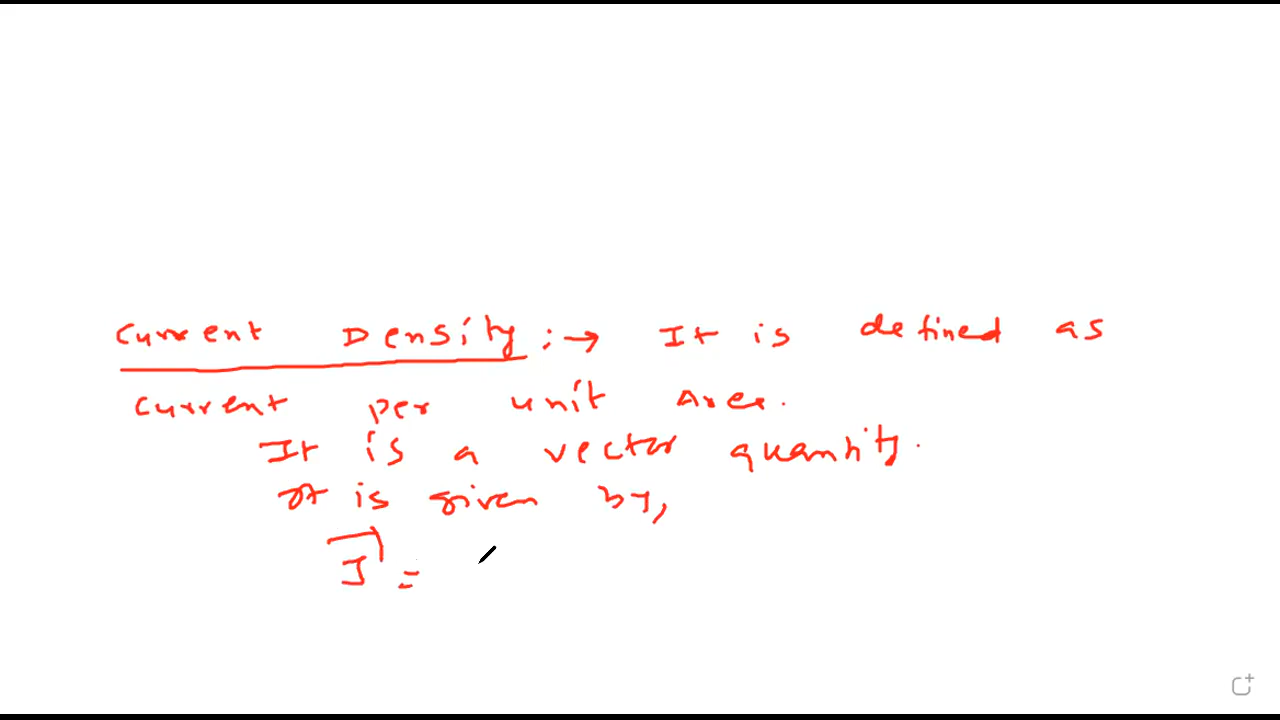 Current Density :→ It is defined as
current per unit Area.
It is a vector quantity.
It is given by,
J⃗ =